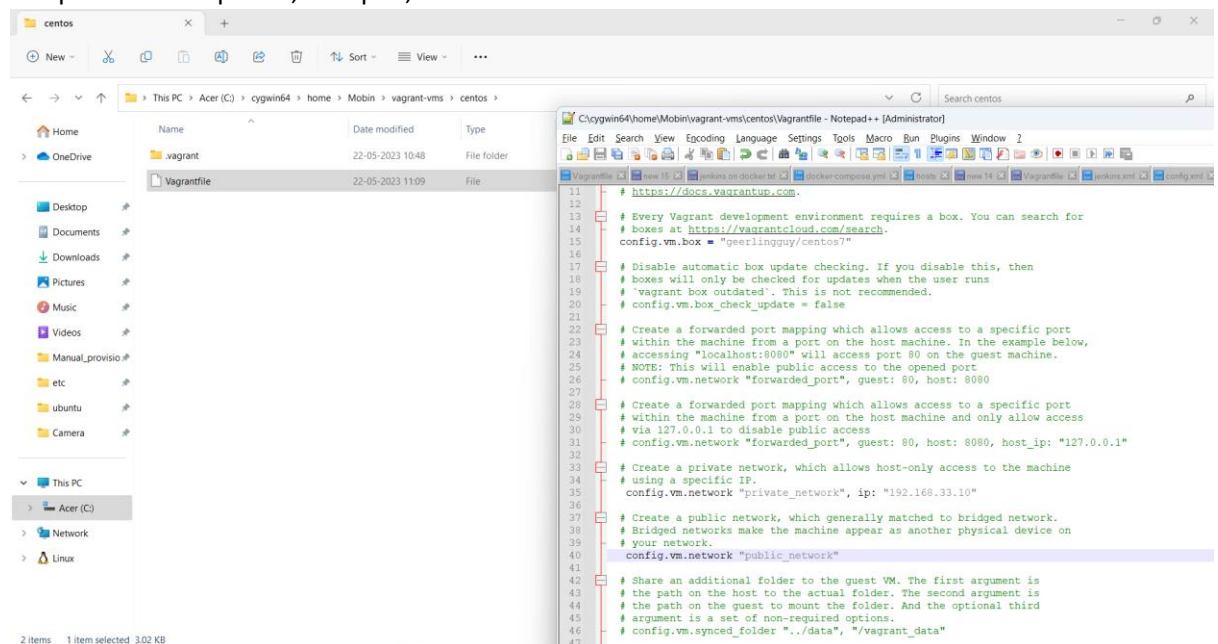 centos
New
Sort
View
This PC > Acer (C:) > cygwin64 > home > Mobin > vagrant-vms > centos >
Search centos
Home
OneDrive
Desktop
Documents
Downloads
Pictures
Music
Videos
Manual_provisio
etc
ubuntu
Camera
This PC
Acer (C:)
Network
Linux
Name Date modified Type
.vagrant 22-05-2023 10:48 File folder
Vagrantfile 22-05-2023 11:09 File
2 items 1 item selected 3.02 KB
C:\cygwin64\home\Mobin\vagrant-vms\centos\Vagrantfile - Notepad++ [Administrator]
File Edit Search View Encoding Language Settings Tools Macro Run Plugins Window ?
Vagrantfile new 15 jenkins on docker.txt docker-compose.yml hosts new 14 Vagrantfile jenkins.xml config.xml
11 # https://docs.vagrantup.com.
12
13 # Every Vagrant development environment requires a box. You can search for
14 # boxes at https://vagrantcloud.com/search.
15 config.vm.box = "geerlingguy/centos7"
16
17 # Disable automatic box update checking. If you disable this, then
18 # boxes will only be checked for updates when the user runs
19 # `vagrant box outdated`. This is not recommended.
20 # config.vm.box_check_update = false
21
22 # Create a forwarded port mapping which allows access to a specific port
23 # within the machine from a port on the host machine. In the example below,
24 # accessing "localhost:8080" will access port 80 on the guest machine.
25 # NOTE: This will enable public access to the opened port
26 # config.vm.network "forwarded_port", guest: 80, host: 8080
27
28 # Create a forwarded port mapping which allows access to a specific port
29 # within the machine from a port on the host machine and only allow access
30 # via 127.0.0.1 to disable public access
31 # config.vm.network "forwarded_port", guest: 80, host: 8080, host_ip: "127.0.0.1"
32
33 # Create a private network, which allows host-only access to the machine
34 # using a specific IP.
35 config.vm.network "private_network", ip: "192.168.33.10"
36
37 # Create a public network, which generally matched to bridged network.
38 # Bridged networks make the machine appear as another physical device on
39 # your network.
40 config.vm.network "public_network"
41
42 # Share an additional folder to the guest VM. The first argument is
43 # the path on the host to the actual folder. The second argument is
44 # the path on the guest to mount the folder. And the optional third
45 # argument is a set of non-required options.
46 # config.vm.synced_folder "../data", "/vagrant_data"
47